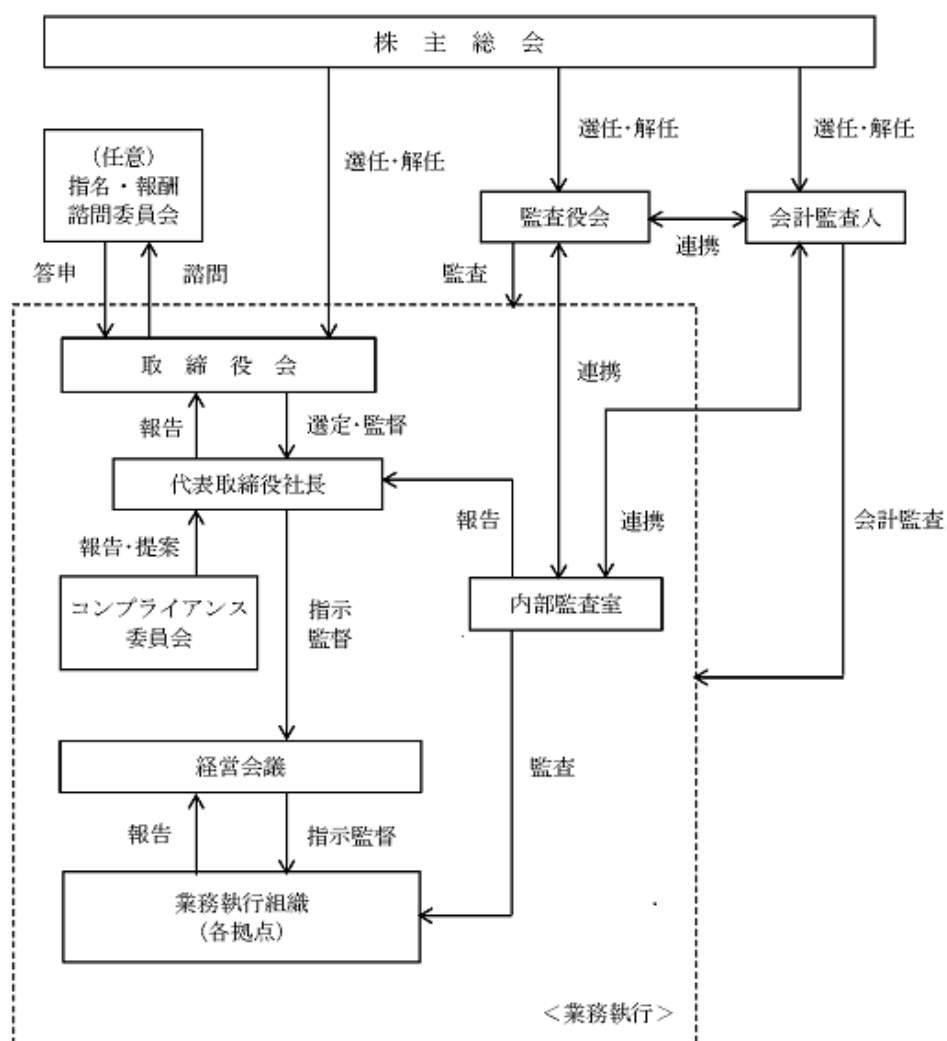 株 主 総 会
選任・解任
選任・解任
選任・解任
(任意)
指名・報酬
諮問委員会
監査役会
会計監査人
連携
答申
諮問
監査
取 締 役 会
連携
報告
選定・監督
代表取締役社長
報告
連携
会計監査
報告・提案
コンプライアンス
委員会
指示
監督
内部監査室
経営会議
監査
報告
指示監督
業務執行組織
(各拠点)
＜業務執行＞